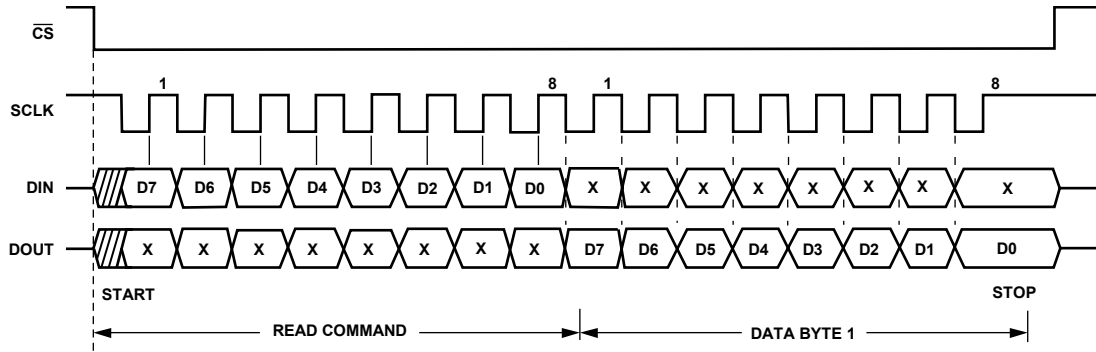 CS
1 8 1 8
SCLK
DIN D7 D6 D5 D4 D3 D2 D1 D0 X X X X X X X X
DOUT X X X X X X X X D7 D6 D5 D4 D3 D2 D1 D0
START STOP
READ COMMAND DATA BYTE 1